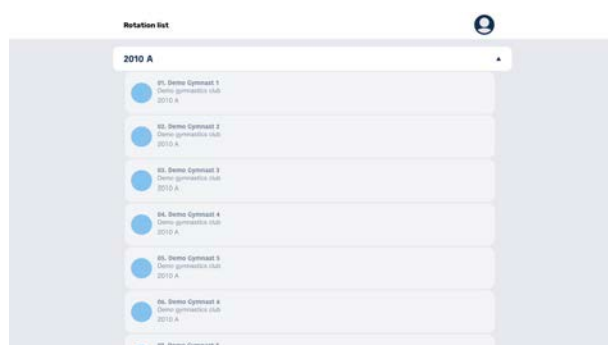 Rotation list
2010 A
01. Demo Gymnast 1
Demo gymnastics club
2010 A
02. Demo Gymnast 2
Demo gymnastics club
2010 A
03. Demo Gymnast 3
Demo gymnastics club
2010 A
04. Demo Gymnast 4
Demo gymnastics club
2010 A
05. Demo Gymnast 5
Demo gymnastics club
2010 A
06. Demo Gymnast 6
Demo gymnastics club
2010 A